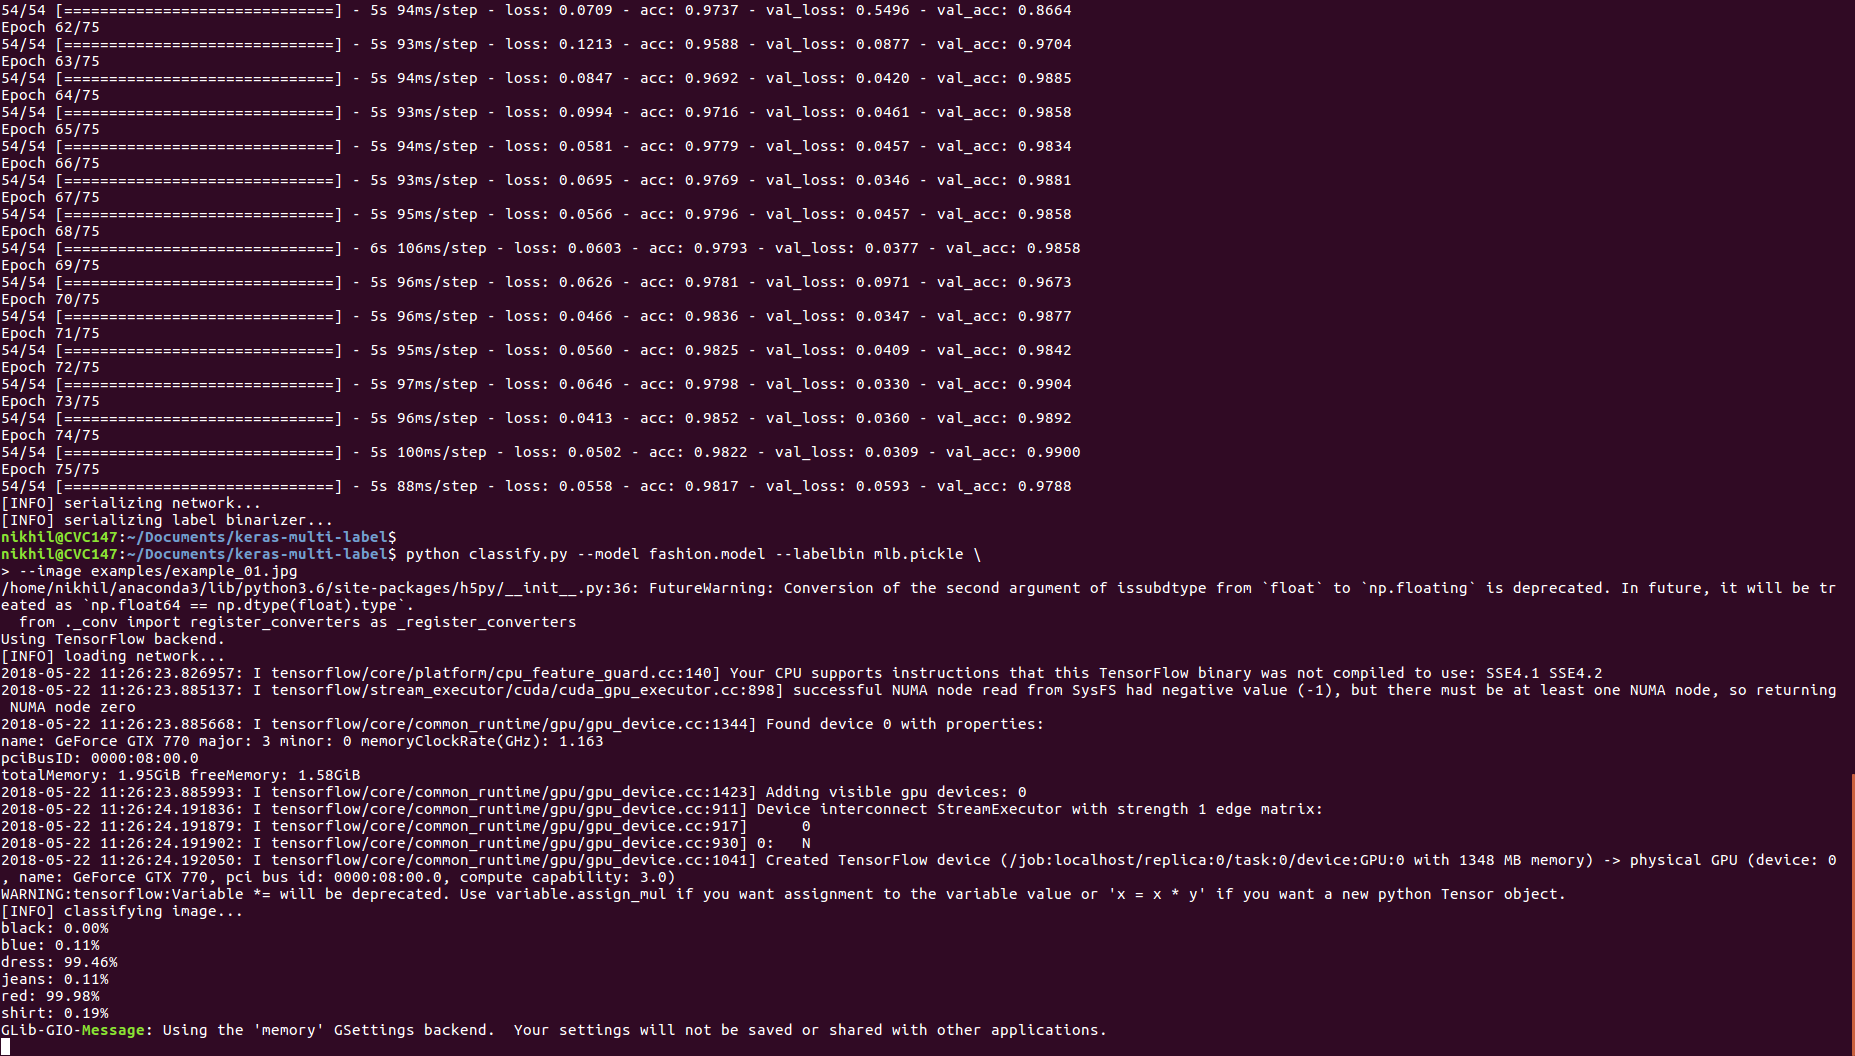 54/54 [==============================] - 5s 94ms/step - loss: 0.0709 - acc: 0.9737 - val_loss: 0.5496 - val_acc: 0.8664
Epoch 62/75
54/54 [==============================] - 5s 93ms/step - loss: 0.1213 - acc: 0.9588 - val_loss: 0.0877 - val_acc: 0.9704
Epoch 63/75
54/54 [==============================] - 5s 94ms/step - loss: 0.0847 - acc: 0.9692 - val_loss: 0.0420 - val_acc: 0.9885
Epoch 64/75
54/54 [==============================] - 5s 93ms/step - loss: 0.0994 - acc: 0.9716 - val_loss: 0.0461 - val_acc: 0.9858
Epoch 65/75
54/54 [==============================] - 5s 94ms/step - loss: 0.0581 - acc: 0.9779 - val_loss: 0.0457 - val_acc: 0.9834
Epoch 66/75
54/54 [==============================] - 5s 93ms/step - loss: 0.0695 - acc: 0.9769 - val_loss: 0.0346 - val_acc: 0.9881
Epoch 67/75
54/54 [==============================] - 5s 95ms/step - loss: 0.0566 - acc: 0.9796 - val_loss: 0.0457 - val_acc: 0.9858
Epoch 68/75
54/54 [==============================] - 6s 106ms/step - loss: 0.0603 - acc: 0.9793 - val_loss: 0.0377 - val_acc: 0.9858
Epoch 69/75
54/54 [==============================] - 5s 96ms/step - loss: 0.0626 - acc: 0.9781 - val_loss: 0.0971 - val_acc: 0.9673
Epoch 70/75
54/54 [==============================] - 5s 96ms/step - loss: 0.0466 - acc: 0.9836 - val_loss: 0.0347 - val_acc: 0.9877
Epoch 71/75
54/54 [==============================] - 5s 95ms/step - loss: 0.0560 - acc: 0.9825 - val_loss: 0.0409 - val_acc: 0.9842
Epoch 72/75
54/54 [==============================] - 5s 97ms/step - loss: 0.0646 - acc: 0.9798 - val_loss: 0.0330 - val_acc: 0.9904
Epoch 73/75
54/54 [==============================] - 5s 96ms/step - loss: 0.0413 - acc: 0.9852 - val_loss: 0.0360 - val_acc: 0.9892
Epoch 74/75
54/54 [==============================] - 5s 100ms/step - loss: 0.0502 - acc: 0.9822 - val_loss: 0.0309 - val_acc: 0.9900
Epoch 75/75
54/54 [==============================] - 5s 88ms/step - loss: 0.0558 - acc: 0.9817 - val_loss: 0.0593 - val_acc: 0.9788
[INFO] serializing network...
[INFO] serializing label binarizer...
nikhil@CVC147:~/Documents/keras-multi-label$
nikhil@CVC147:~/Documents/keras-multi-label$ python classify.py --model fashion.model --labelbin mlb.pickle \
> --image examples/example_01.jpg
/home/nikhil/anaconda3/lib/python3.6/site-packages/h5py/__init__.py:36: FutureWarning: Conversion of the second argument of issubdtype from `float` to `np.floating` is deprecated. In future, it will be tr
eated as `np.float64 == np.dtype(float).type`.
  from ._conv import register_converters as _register_converters
Using TensorFlow backend.
[INFO] loading network...
2018-05-22 11:26:23.826957: I tensorflow/core/platform/cpu_feature_guard.cc:140] Your CPU supports instructions that this TensorFlow binary was not compiled to use: SSE4.1 SSE4.2
2018-05-22 11:26:23.885137: I tensorflow/stream_executor/cuda/cuda_gpu_executor.cc:898] successful NUMA node read from SysFS had negative value (-1), but there must be at least one NUMA node, so returning
 NUMA node zero
2018-05-22 11:26:23.885668: I tensorflow/core/common_runtime/gpu/gpu_device.cc:1344] Found device 0 with properties:
name: GeForce GTX 770 major: 3 minor: 0 memoryClockRate(GHz): 1.163
pciBusID: 0000:08:00.0
totalMemory: 1.95GiB freeMemory: 1.58GiB
2018-05-22 11:26:23.885993: I tensorflow/core/common_runtime/gpu/gpu_device.cc:1423] Adding visible gpu devices: 0
2018-05-22 11:26:24.191836: I tensorflow/core/common_runtime/gpu/gpu_device.cc:911] Device interconnect StreamExecutor with strength 1 edge matrix:
2018-05-22 11:26:24.191879: I tensorflow/core/common_runtime/gpu/gpu_device.cc:917]      0
2018-05-22 11:26:24.191902: I tensorflow/core/common_runtime/gpu/gpu_device.cc:930] 0:   N
2018-05-22 11:26:24.192050: I tensorflow/core/common_runtime/gpu/gpu_device.cc:1041] Created TensorFlow device (/job:localhost/replica:0/task:0/device:GPU:0 with 1348 MB memory) -> physical GPU (device: 0
, name: GeForce GTX 770, pci bus id: 0000:08:00.0, compute capability: 3.0)
WARNING:tensorflow:Variable *= will be deprecated. Use variable.assign_mul if you want assignment to the variable value or 'x = x * y' if you want a new python Tensor object.
[INFO] classifying image...
black: 0.00%
blue: 0.11%
dress: 99.46%
jeans: 0.11%
red: 99.98%
shirt: 0.19%
GLib-GIO-Message: Using the 'memory' GSettings backend.  Your settings will not be saved or shared with other applications.